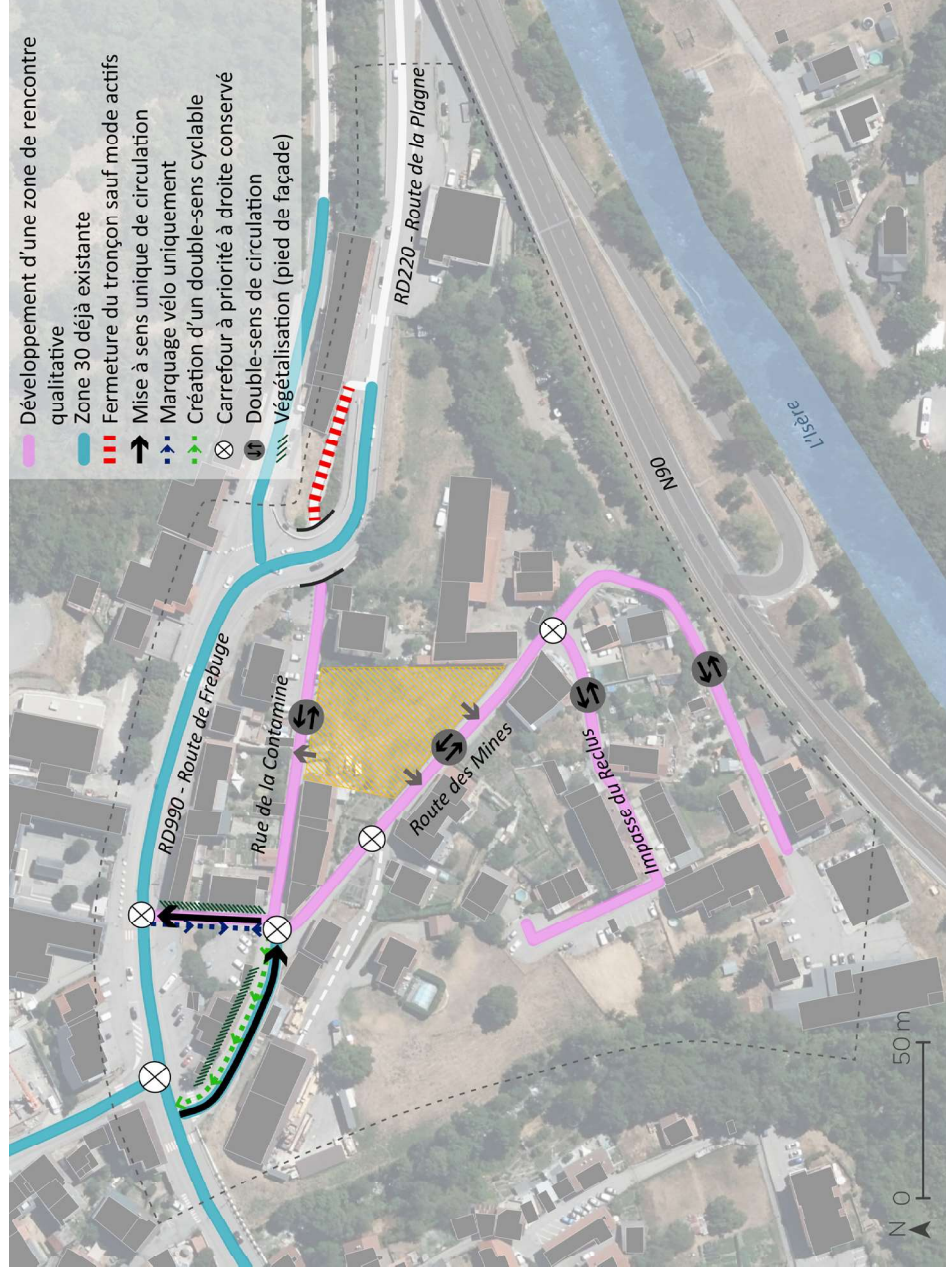 Développement d'une zone de rencontre
qualitative
Zone 30 déjà existante
Fermeture du tronçon sauf mode actifs
Mise à sens unique de circulation
Marquage vélo uniquement
Création d'un double-sens cyclable
Carrefour à priorité à droite conservé
Double-sens de circulation
Végétalisation (pied de façade)
RD990 - Route de Frebuge
Rue de la Contamine
RD220 - Route de la Plagne
Route des Mines
Impasse du Reclus
N90
L'Isère
N
0
50 m